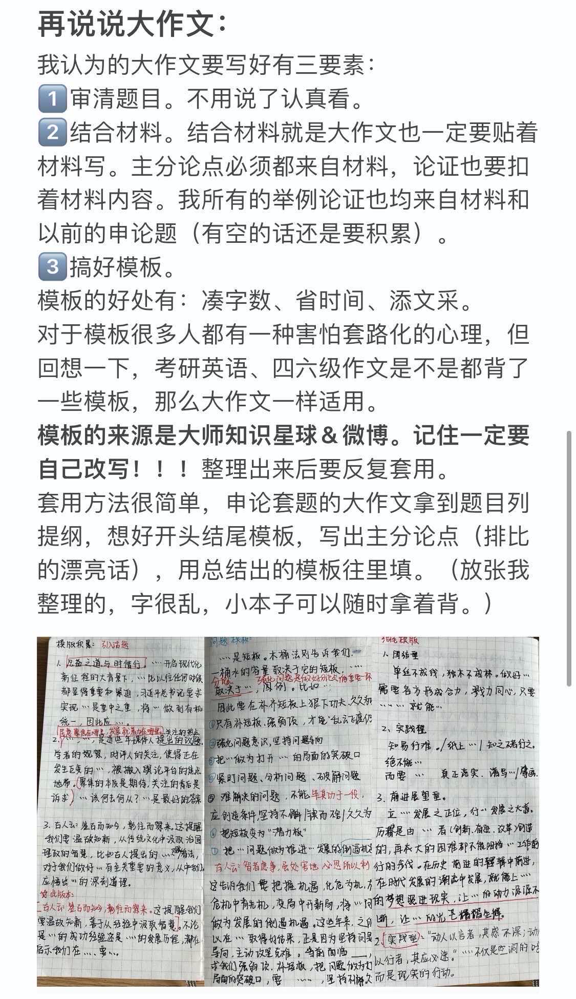 再说说大作文：
我认为的大作文要写好有三要素：
1审清题目。不用说了认真看。
2结合材料。结合材料就是大作文也一定要贴着
材料写。主分论点必须都来自材料，论证也要扣
着材料内容。我所有的举例论证也均来自材料和
以前的申论题（有空的话还是要积累）。
3搞好模板。
模板的好处有：凑字数、省时间、添文采。
对于模板很多人都有一种害怕套路化的心理，但
回想一下，考研英语、四六级作文是不是都背了
一些模板，那么大作文一样适用。
模板的来源是大师知识星球&微博。记住一定要
自己改写！！！整理出来后要反复套用。
套用方法很简单，申论套题的大作文拿到题目列
提纲，想好开头结尾模板，写出主分论点（排比
的漂亮话），用总结出的模板往里填。（放张我
整理的，字很乱，小本子可以随时拿着背。）
模版积累：引入话题
1. 凡益之道，与时偕行。……开启现代化
新征程的大背景下，…比以往任何时候
都显得重要和紧迫，习近平总书记要求
实现…是重中之重，将…做到有机
统一，因此应…。
民意聚焦在哪里，发展就着力在哪里。关注的热点
2. …，…，是近些年媒体人提出的议题，
学者的观察，时评人的关注，使得正在
发生巨变的…，被搬入舆论平台的焦点
地带。（聚集的本质是期待，关注的背后是
诉求）…该何去何从？…是最好的答案
3. 古人云：鉴古而知今，彰往而察来。这提醒
我们要温故知新，从传统文化中汲取治国
理政的智慧，比如古人提出的……看法，
对于我们做好…有至关重要的意义，从中我们
应悟出…的深刻道理。
如此版本：
古人云：鉴古而知今，彰往而察来。这提醒我们
要温故知新，善于从经验中汲取智慧。不论
是…的成功经验还是…的发展历程，都在
启示我们在…，要…
问题模板：
……是短板。木桶法则告诉我们，
一桶水的容量取决于它的短板，……
强化问题是做好分论点的重要一环
取决于…，（因例）。比如…
因此要在补齐短板上狠下功夫、久久为
①只有补短板、强弱项，才能“乱云飞渡仍
②强化问题意识，坚持问题导向
③把…做为打开…的局面的突破口
④紧盯问题、分析问题、破解问题
⑤难解决的问题，不能毕其功于一役，
应创造条件，坚持不懈/锲而不舍/久久为
⑥把短板变为“潜力板”
⑦把…问题做为推进…发展的倒逼机
古人云：智者虑事，虽处害地，必思所以利
这告诉我们要把握机遇，化危为机，于
危机中育先机，变局中开新局，将…问
做为发展的倒逼机遇。这些年来，之所
以在…取得好结果，正是因为坚持问题
导向，主动攻坚克难。当前面临___，
求我们强弱项、补短板，把问题做为打
局面的突破口，要……，坚持不懈久
结尾模版
1. 团结型
单丝不成线，独木不成林。做好…
需要各方形成合力，戮力同心，只要
……就能…
2、实践型
知易行难。/纸上…/知之不若行之。
绝不能…
而要…真正落实、谱写…/
3. 前进展望型。
立…发展之正位，行…发展之大道。
历程是由…者（创新、奋进、改革）创造
的，再大的困难都不能阻挡…工作前
行的步伐。在历史前进的逻辑中前进，
在时代发展的潮流中发展，就能上…
的梦想照进现实，让…的动力源源不
断，让…的光芒熠熠生辉。
2、（实践型）：“动人以言者，其感不深；动
以行者，其应必速。”…不仅是空洞的口
而是现实的行动。